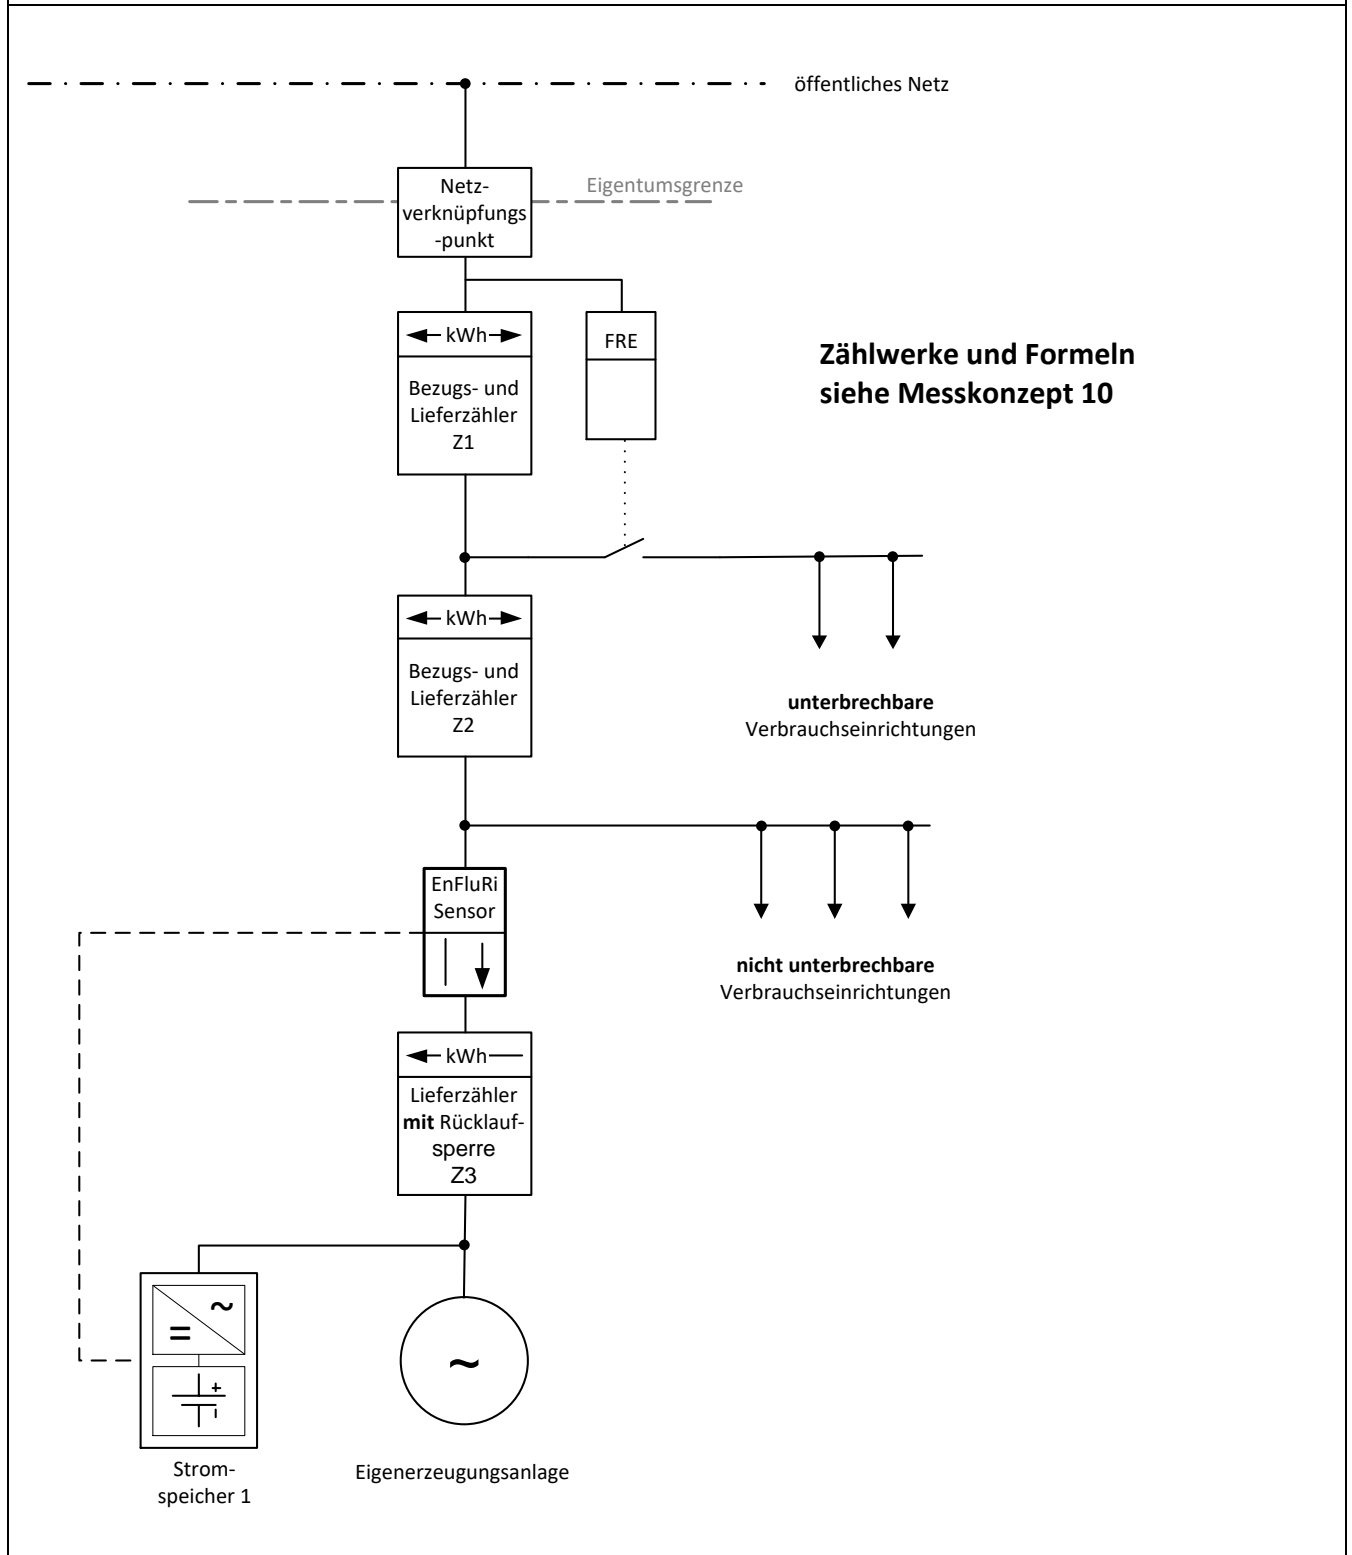 öffentliches Netz
Eigentumsgrenze
Netz-
verknüpfungs
-punkt
kWh
Bezugs- und
Lieferzähler
Z1
FRE
Zählwerke und Formeln
siehe Messkonzept 10
kWh
Bezugs- und
Lieferzähler
Z2
unterbrechbare
Verbrauchseinrichtungen
EnFluRi
Sensor
nicht unterbrechbare
Verbrauchseinrichtungen
kWh
Lieferzähler
mit Rücklauf-
sperre
Z3
~
=
~
+
Strom-
speicher 1
Eigenerzeugungsanlage